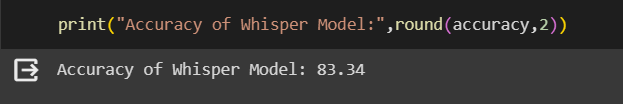 print("Accuracy of Whisper Model:",round(accuracy,2))
Accuracy of Whisper Model: 83.34